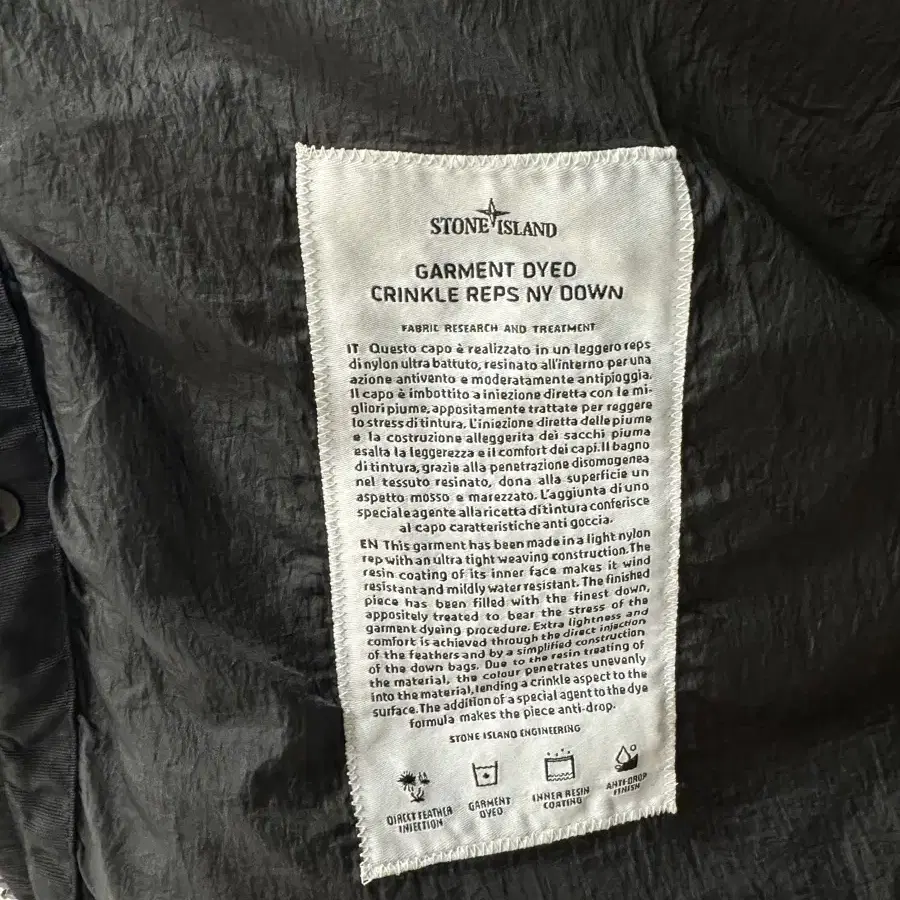 STONE ISLAND
GARMENT DYED
CRINKLE REPS NY DOWN
FABRIC RESEARCH AND TREATMENT
IT Questo capo è realizzato in un leggero reps
di nylon ultra battuto, resinato all'interno per una
azione antivento e moderatamente antipioggia.
Il capo è imbottito a iniezione diretta con le mi-
gliori piume, appositamente trattate per reggere
lo stress di tintura. L'iniezione diretta delle piume
e la costruzione alleggerita dei sacchi piuma
esalta la leggerezza e il comfort dei capi. Il bagno
di tintura, grazie alla penetrazione disomogenea
nel tessuto resinato, dona alla superficie un
aspetto mosso e marezzato. L'aggiunta di uno
speciale agente alla ricetta di tintura conferisce
al capo caratteristiche anti goccia.
EN This garment has been made in a light nylon
rep with an ultra tight weaving construction. The
resin coating of its inner face makes it wind
resistant and mildly water resistant. The finished
piece has been filled with the finest down,
appositely treated to bear the stress of the
garment dyeing procedure. Extra lightness and
comfort is achieved through the direct injection
of the feathers and by a simplified construction
of the down bags. Due to the resin treating of
the material, the colour penetrates unevenly
into the material, lending a crinkle aspect to the
surface. The addition of a special agent to the dye
formula makes the piece anti-drop.
STONE ISLAND ENGINEERING
DIRECT FEATHER
INJECTION
GARMENT
DYED
INNER RESIN
COATING
ANTI-DROP
FINISH